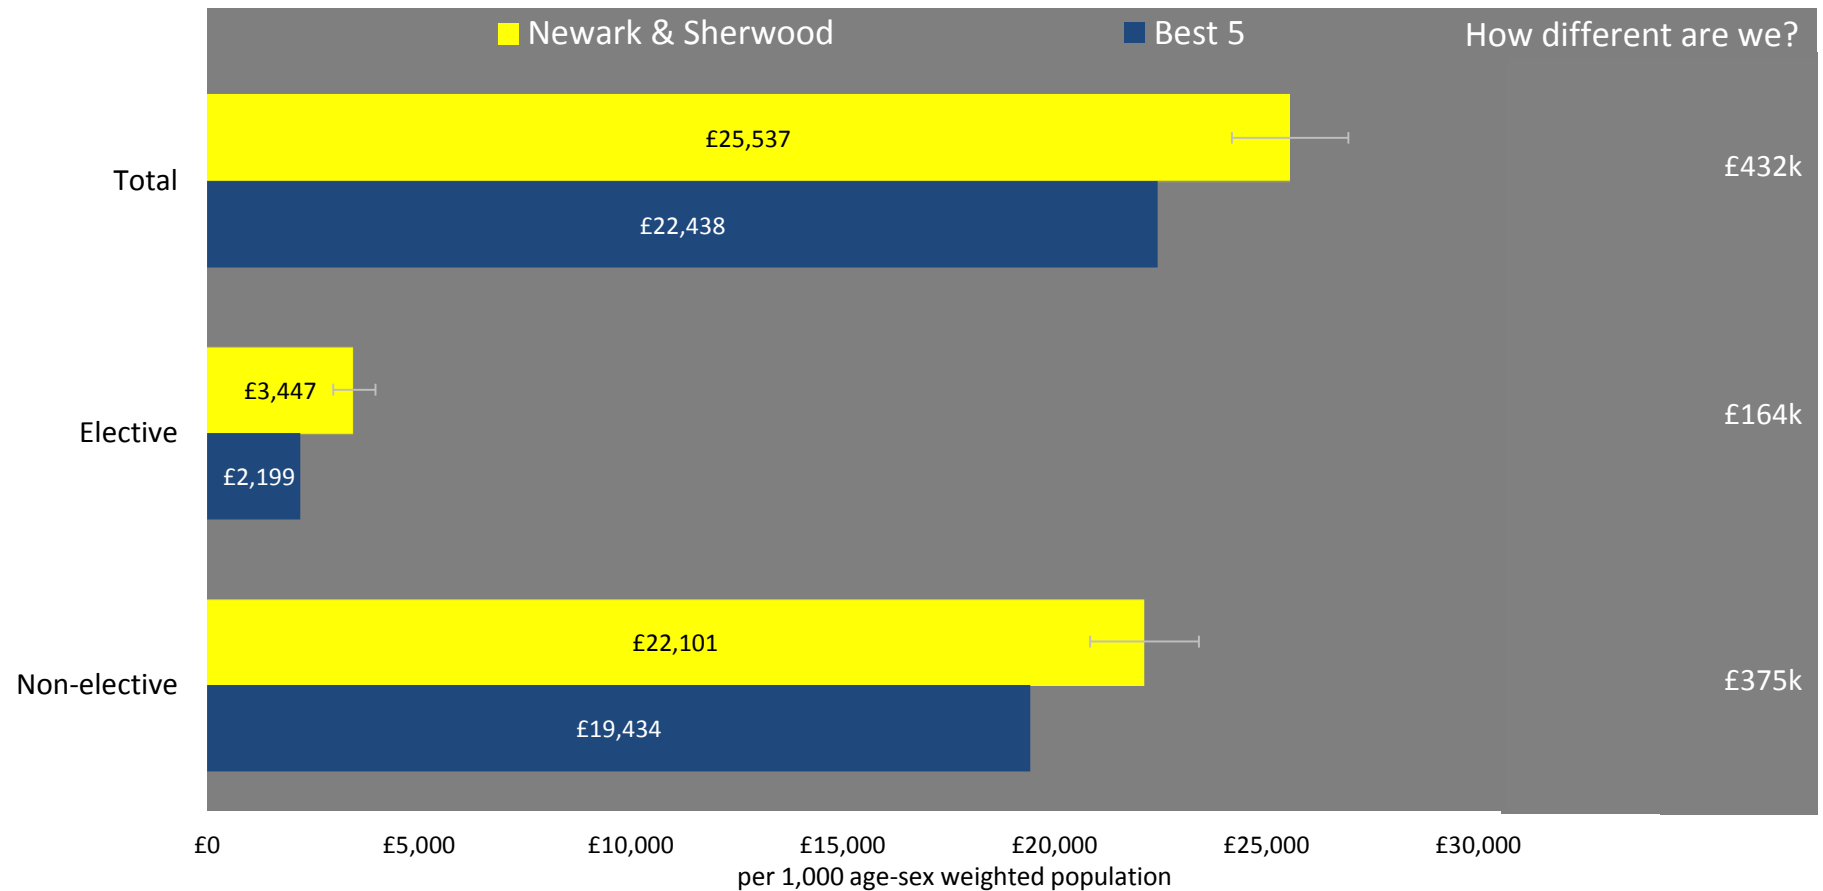 Newark & Sherwood
Best 5
How different are we?
Total
£25,537
£432k
£22,438
Elective
£3,447
£164k
£2,199
Non-elective
£22,101
£375k
£19,434
£0
£5,000
£10,000
£15,000
£20,000
£25,000
£30,000
per 1,000 age-sex weighted population